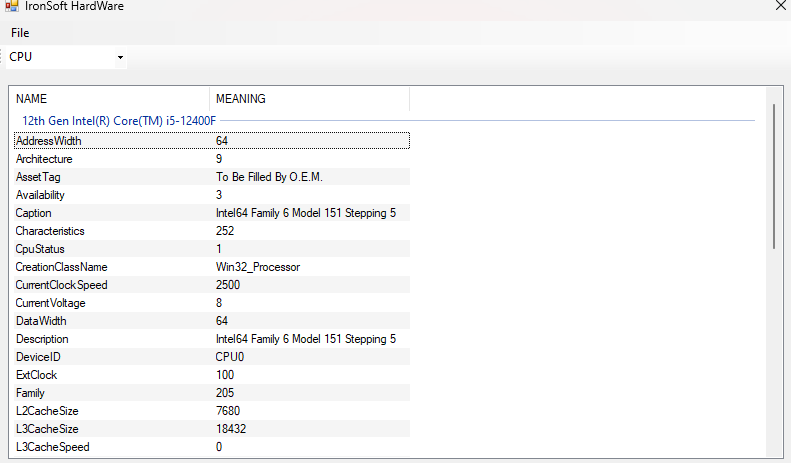 IronSoft HardWare
File
CPU
NAME MEANING
12th Gen Intel(R) Core(TM) i5-12400F
AddressWidth 64
Architecture 9
AssetTag To Be Filled By O.E.M.
Availability 3
Caption Intel64 Family 6 Model 151 Stepping 5
Characteristics 252
CpuStatus 1
CreationClassName Win32_Processor
CurrentClockSpeed 2500
CurrentVoltage 8
DataWidth 64
Description Intel64 Family 6 Model 151 Stepping 5
DeviceID CPU0
ExtClock 100
Family 205
L2CacheSize 7680
L3CacheSize 18432
L3CacheSpeed 0